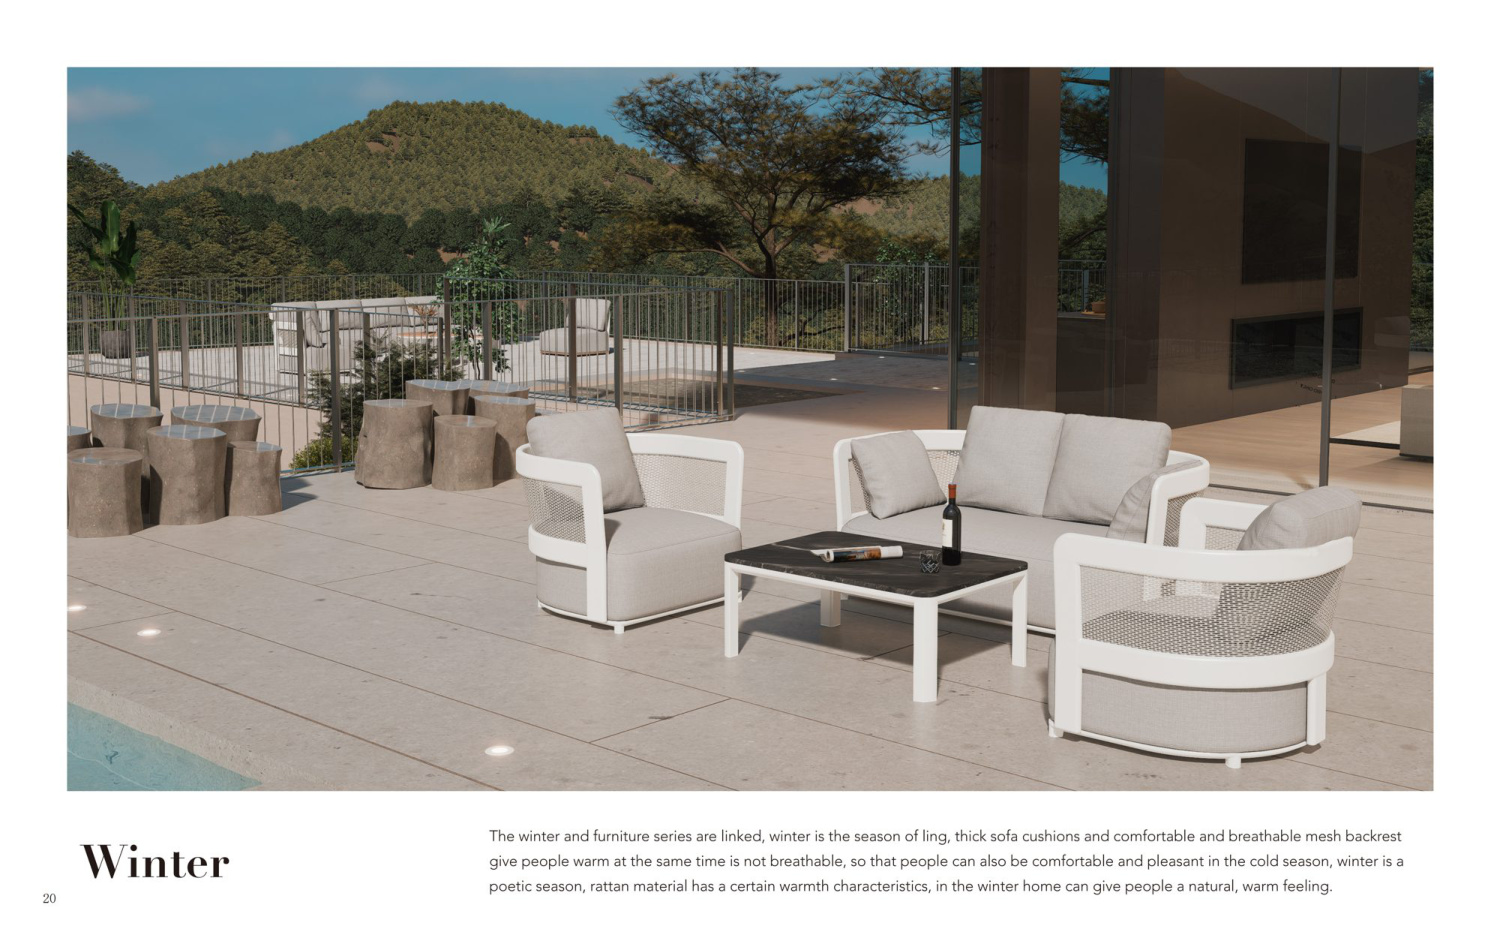 Winter
The winter and furniture series are linked, winter is the season of ling, thick sofa cushions and comfortable and breathable mesh backrest
give people warm at the same time is not breathable, so that people can also be comfortable and pleasant in the cold season, winter is a
poetic season, rattan material has a certain warmth characteristics, in the winter home can give people a natural, warm feeling.
20